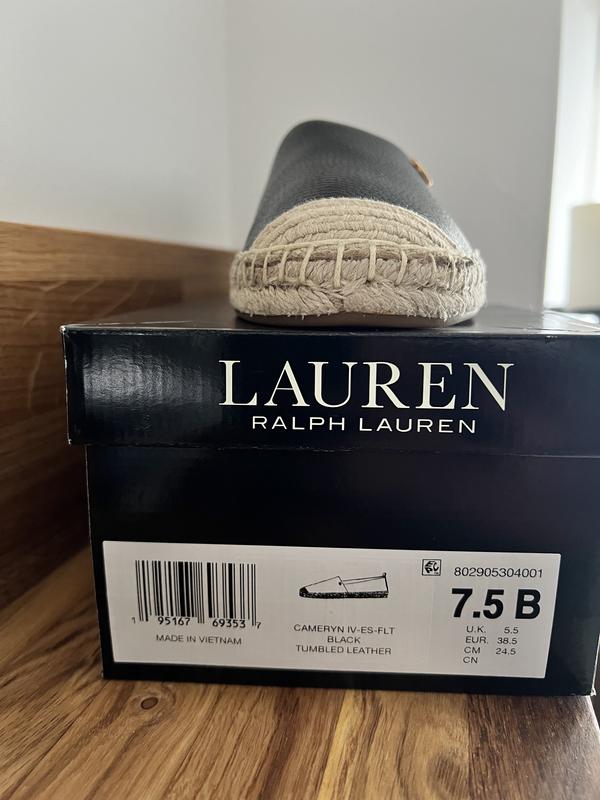 LAUREN
RALPH LAUREN
802905304001
7.5 B
1 95167 69353 7
MADE IN VIETNAM
CAMERYN IV-ES-FLT
BLACK
TUMBLED LEATHER
U.K. 5.5
EUR. 38.5
CM 24.5
CN